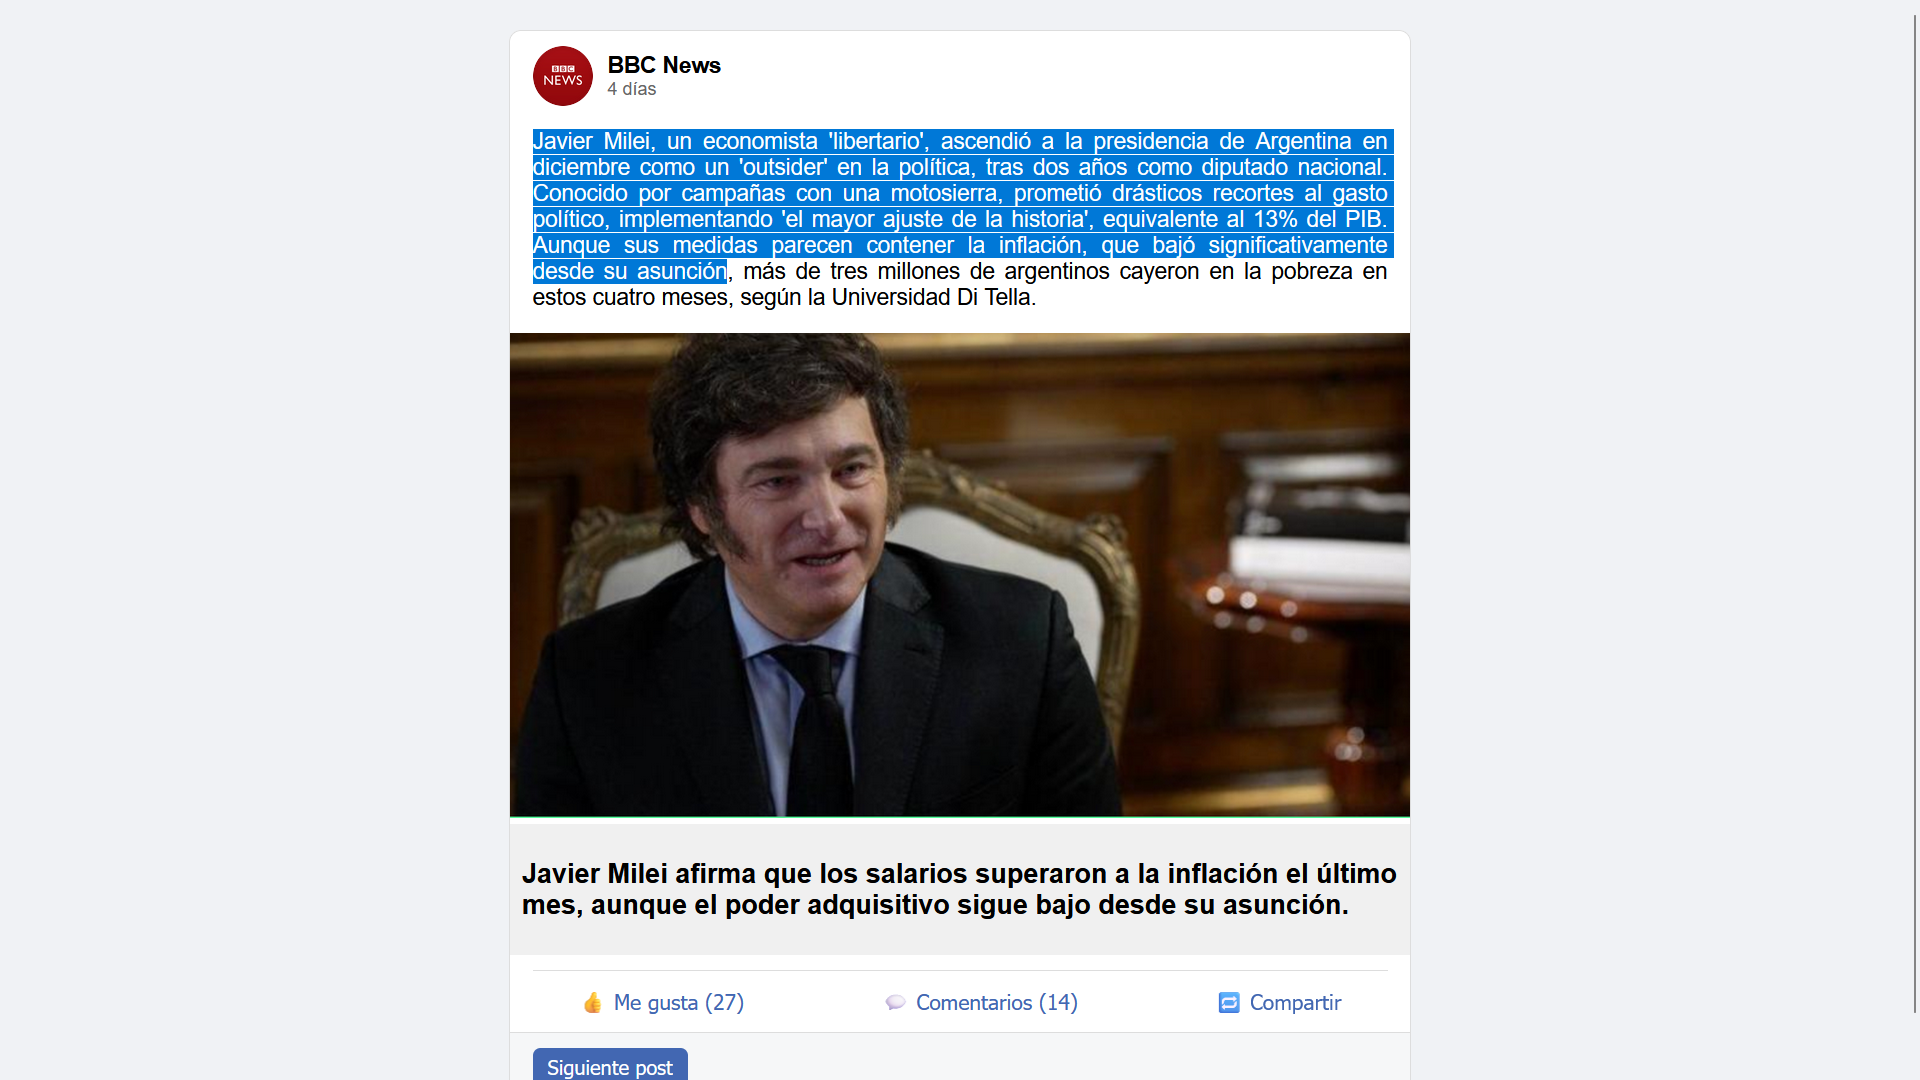 BBC
NEWS
BBC News
4 días
Javier Milei, un economista 'libertario', ascendió a la presidencia de Argentina en
diciembre como un 'outsider' en la política, tras dos años como diputado nacional.
Conocido por campañas con una motosierra, prometió drásticos recortes al gasto
político, implementando 'el mayor ajuste de la historia', equivalente al 13% del PIB.
Aunque sus medidas parecen contener la inflación, que bajó significativamente
desde su asunción, más de tres millones de argentinos cayeron en la pobreza en
estos cuatro meses, según la Universidad Di Tella.
Javier Milei afirma que los salarios superaron a la inflación el último
mes, aunque el poder adquisitivo sigue bajo desde su asunción.
Me gusta (27)
Comentarios (14)
Compartir
Siguiente post